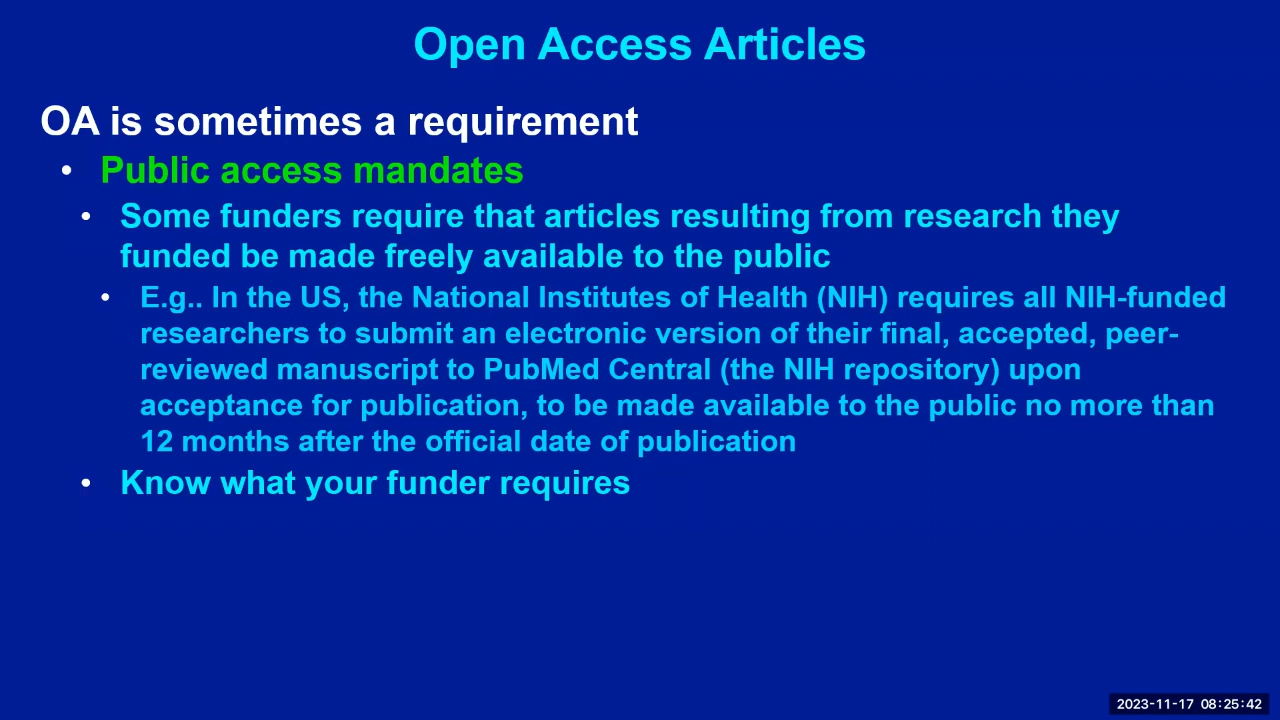 Open Access Articles
OA is sometimes a requirement
• Public access mandates
• Some funders require that articles resulting from research they
funded be made freely available to the public
• E.g.. In the US, the National Institutes of Health (NIH) requires all NIH-funded
researchers to submit an electronic version of their final, accepted, peer-
reviewed manuscript to PubMed Central (the NIH repository) upon
acceptance for publication, to be made available to the public no more than
12 months after the official date of publication
• Know what your funder requires
2023-11-17 08:25:42